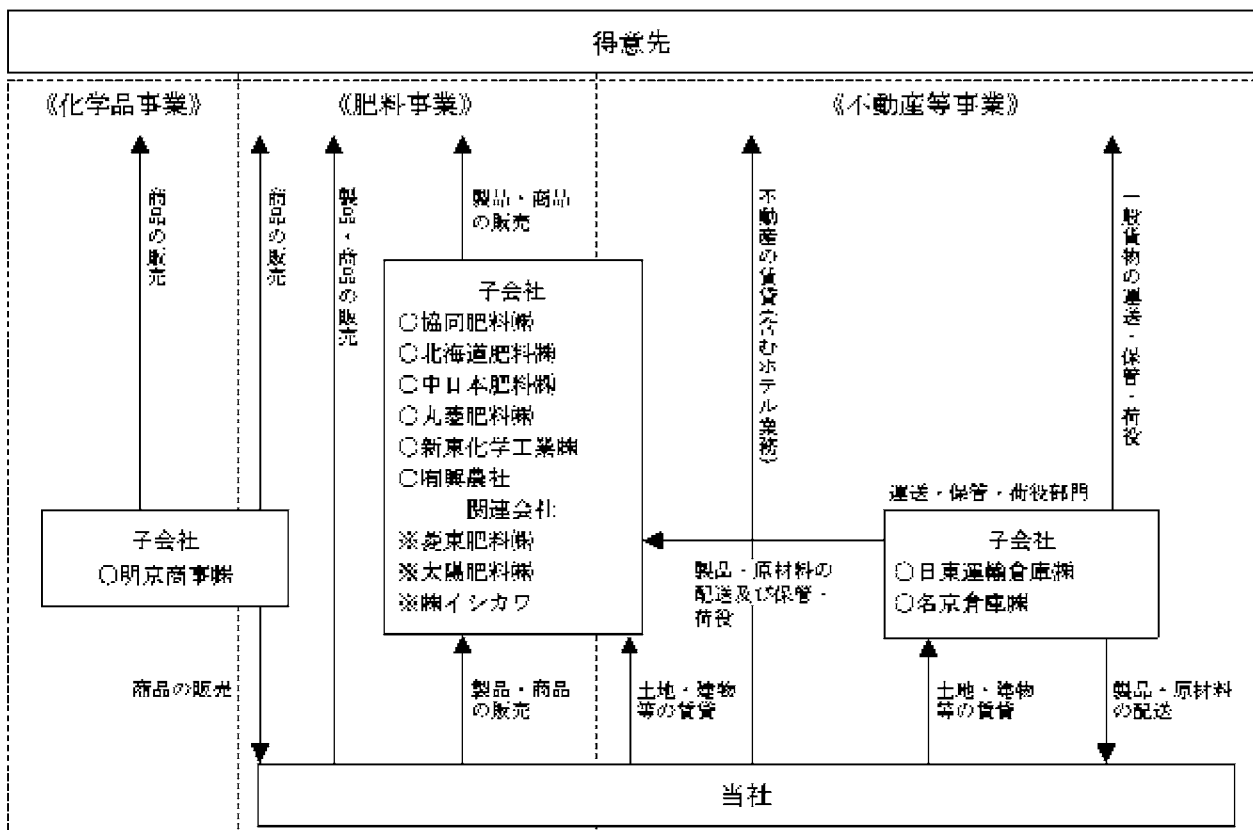 得意先
《化学品事業》
《肥料事業》
《不動産等事業》
商品の販売
商品の販売
製品・商品の販売
製品・商品
の販売
不動産の賃貸(含むホテル業務)
一般貨物の運送・保管・荷役
子会社
○協同肥料㈱
○北海道肥料㈱
○中日本肥料㈱
○丸菱肥料㈱
○新東化学工業㈱
○㈲興農社
関連会社
※菱東肥料㈱
※太陽肥料㈱
※㈱イシカワ
子会社
○明京商事㈱
運送・保管・荷役部門
子会社
○日東運輸倉庫㈱
○名京倉庫㈱
製品・原材料の
配送及び保管・
荷役
商品の販売
製品・商品
の販売
土地・建物
等の賃貸
土地・建物
等の賃貸
製品・原材料
の配送
当社